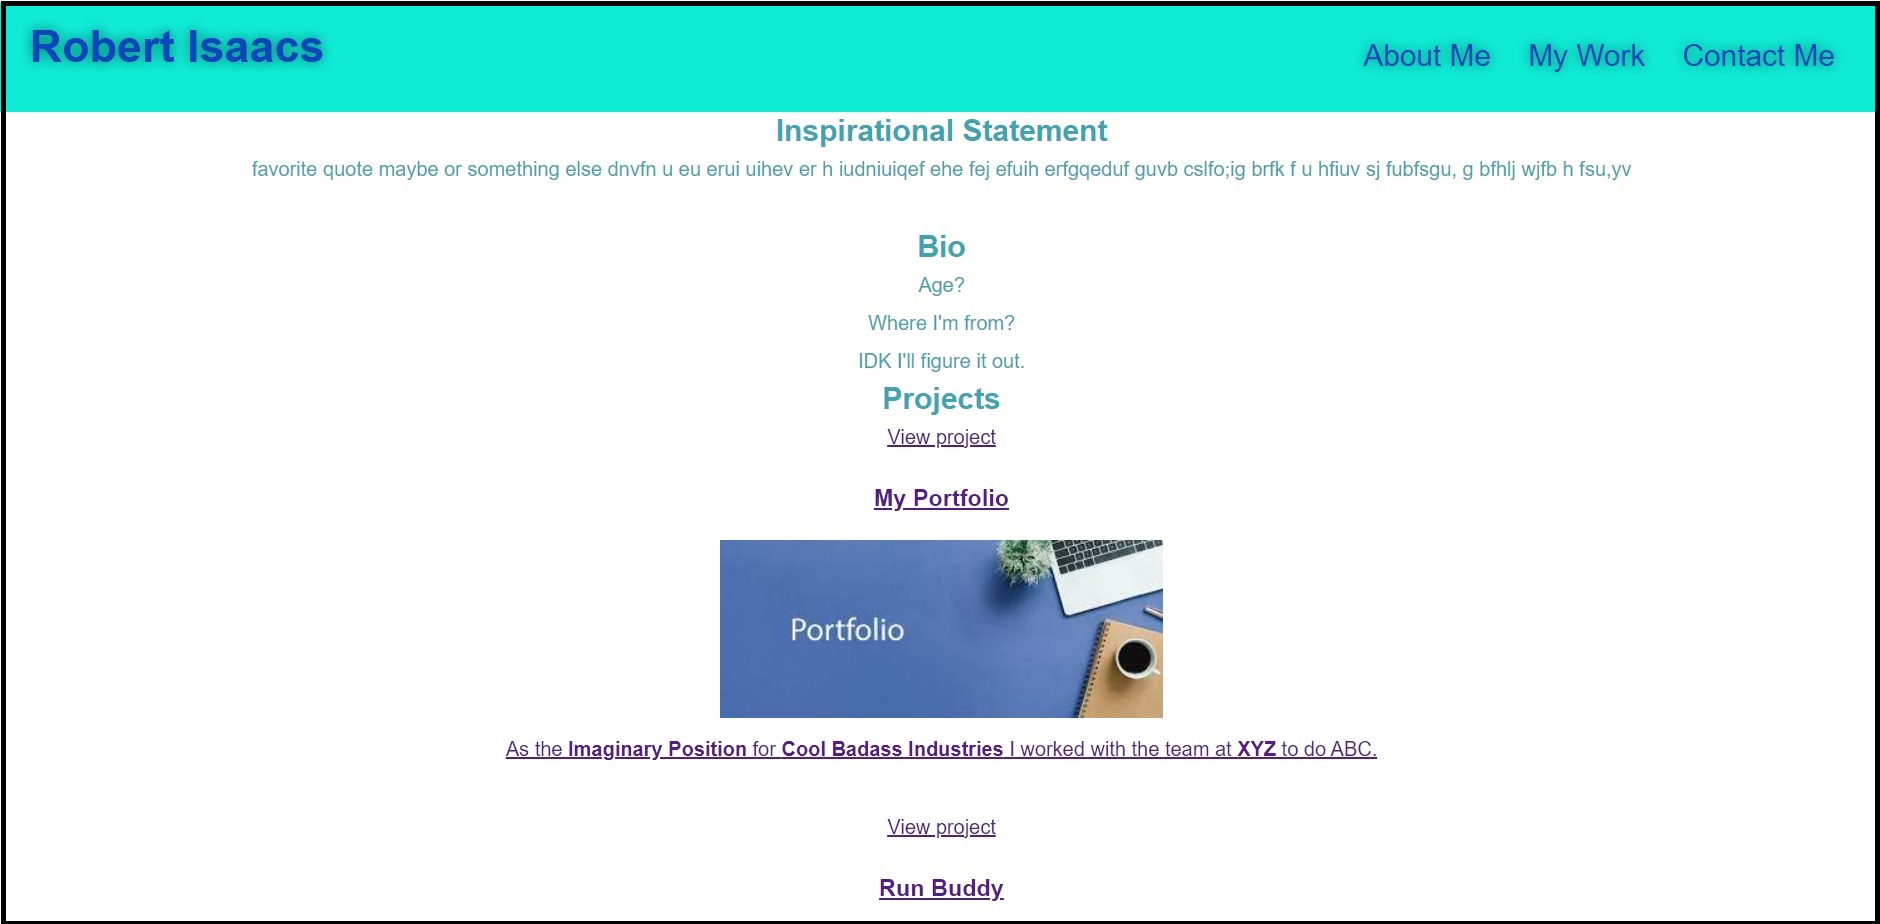 Robert Isaacs
About Me My Work Contact Me
Inspirational Statement
favorite quote maybe or something else dnvfn u eu erui uihev er h iudniuiqef ehe fej efuih erfgqeduf guvb cslfo;ig brfk f u hfiuv sj fubfsgu, g bfhlj wjfb h fsu,yv
Bio
Age?
Where I'm from?
IDK I'll figure it out.
Projects
View project
My Portfolio
Portfolio
As the Imaginary Position for Cool Badass Industries I worked with the team at XYZ to do ABC.
View project
Run Buddy